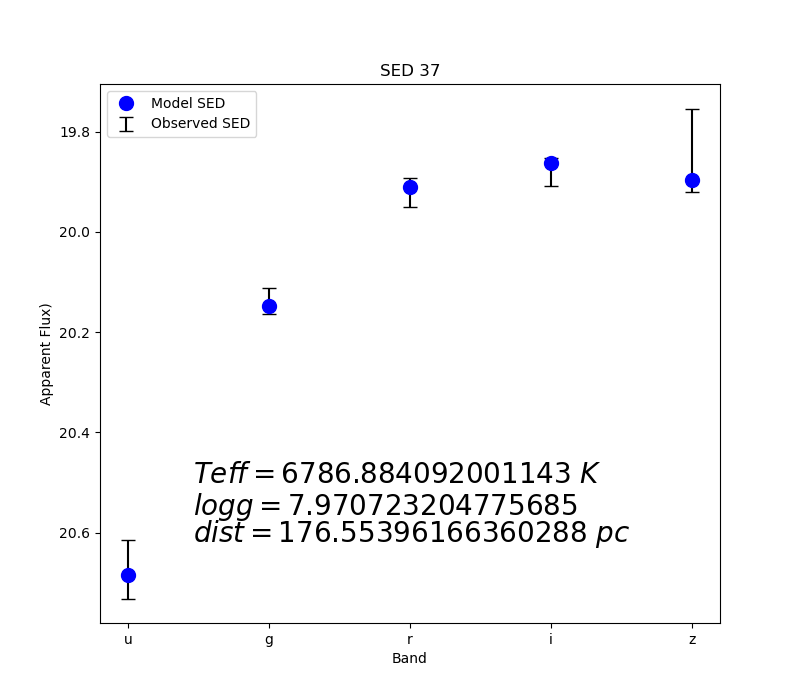 SED 37
Model SED
Observed SED
19.8
20.0
20.2
20.4
20.6
Apparent Flux)
Teff = 6786.884092001143 K
logg = 7.970723204775685
dist = 176.55396166360288 pc
u g r i z
Band